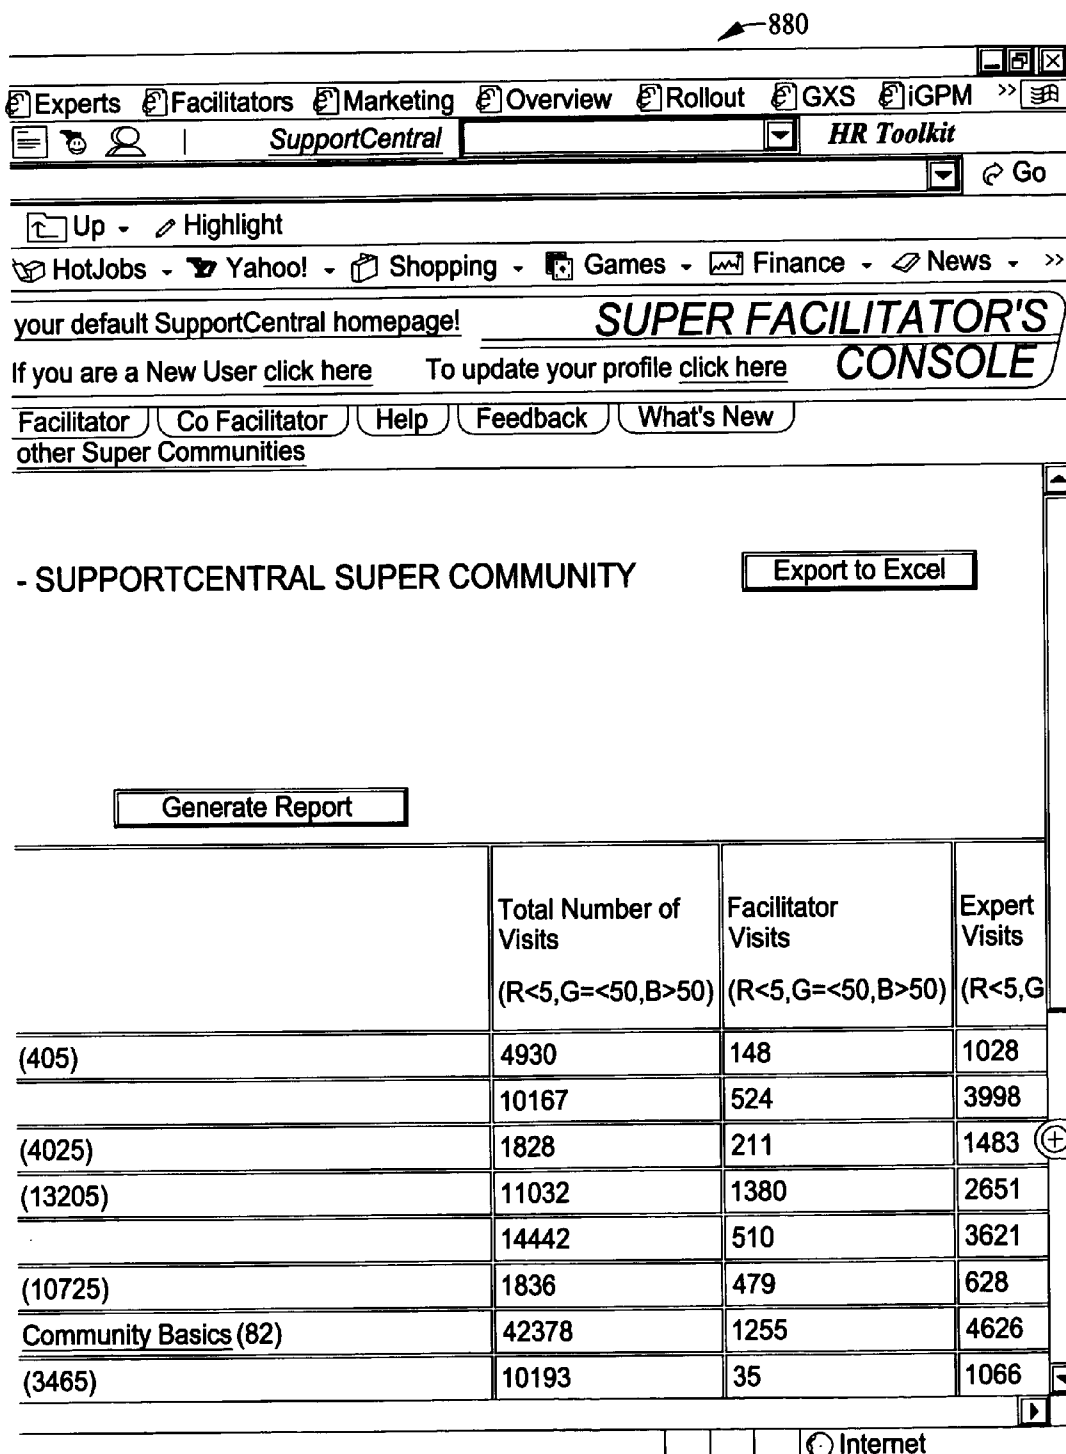 880
Experts Facilitators Marketing Overview Rollout GXS iGPM >>
SupportCentral HR Toolkit
Go
Up - Highlight
HotJobs - Yahoo! - Shopping - Games - Finance - News - >>
your default SupportCentral homepage! SUPER FACILITATOR'S
If you are a New User click here To update your profile click here CONSOLE
Facilitator Co Facilitator Help Feedback What's New
other Super Communities
- SUPPORTCENTRAL SUPER COMMUNITY Export to Excel
Generate Report
Total Number of Facilitator Expert
Visits Visits Visits
(R<5,G=<50,B>50) (R<5,G=<50,B>50) (R<5,G
(405) 4930 148 1028
10167 524 3998
(4025) 1828 211 1483
(13205) 11032 1380 2651
14442 510 3621
(10725) 1836 479 628
Community Basics (82) 42378 1255 4626
(3465) 10193 35 1066
Internet